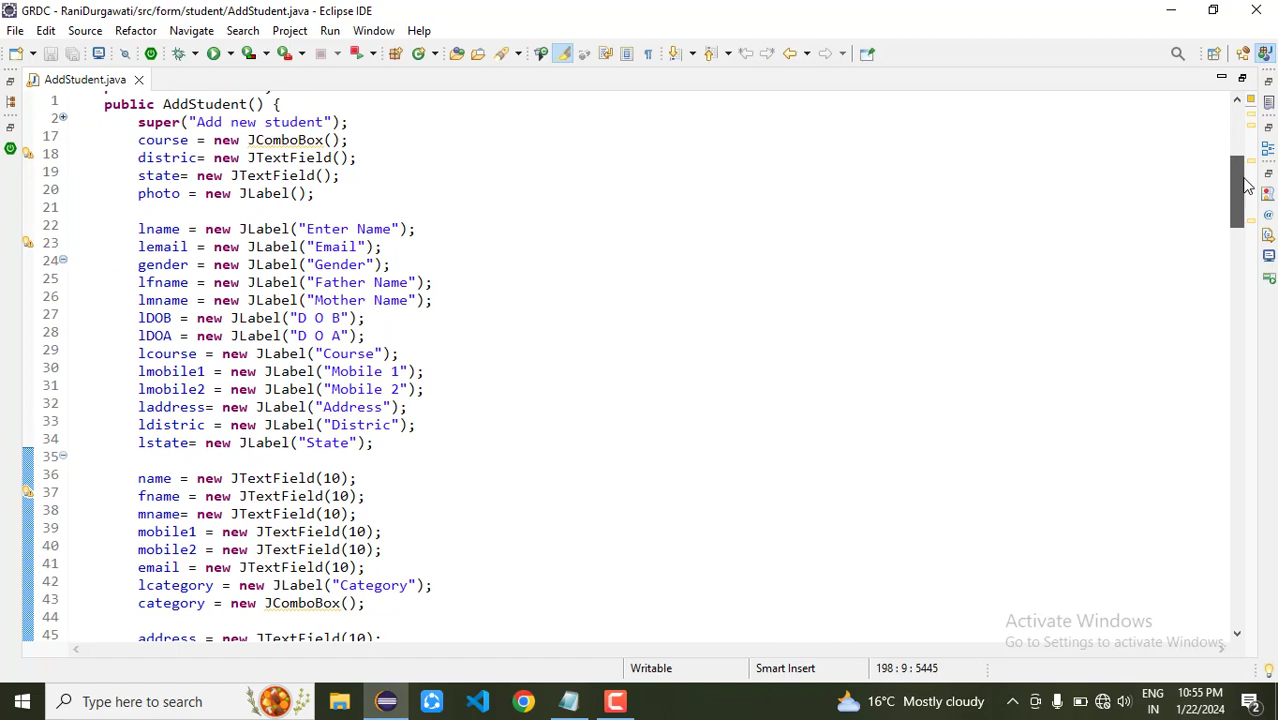 GRDC - RaniDurgawati/src/form/student/AddStudent.java - Eclipse IDE
File Edit Source Refactor Navigate Search Project Run Window Help
AddStudent.java
1 public AddStudent() {
2 super("Add new student");
17 course = new JComboBox();
18 distric= new JTextField();
19 state= new JTextField();
20 photo = new JLabel();
21
22 lname = new JLabel("Enter Name");
23 lemail = new JLabel("Email");
24 gender = new JLabel("Gender");
25 lfname = new JLabel("Father Name");
26 lmname = new JLabel("Mother Name");
27 lDOB = new JLabel("D O B");
28 lDOA = new JLabel("D O A");
29 lcourse = new JLabel("Course");
30 lmobile1 = new JLabel("Mobile 1");
31 lmobile2 = new JLabel("Mobile 2");
32 laddress= new JLabel("Address");
33 ldistric = new JLabel("Distric");
34 lstate= new JLabel("State");
35
36 name = new JTextField(10);
37 fname = new JTextField(10);
38 mname= new JTextField(10);
39 mobile1 = new JTextField(10);
40 mobile2 = new JTextField(10);
41 email = new JTextField(10);
42 lcategory = new JLabel("Category");
43 category = new JComboBox();
44
45 address = new JTextField(10);
Activate Windows
Go to Settings to activate Windows.
Writable Smart Insert 198 : 9 : 5445
Type here to search
16°C Mostly cloudy
ENG
IN
10:55 PM
1/22/2024
2